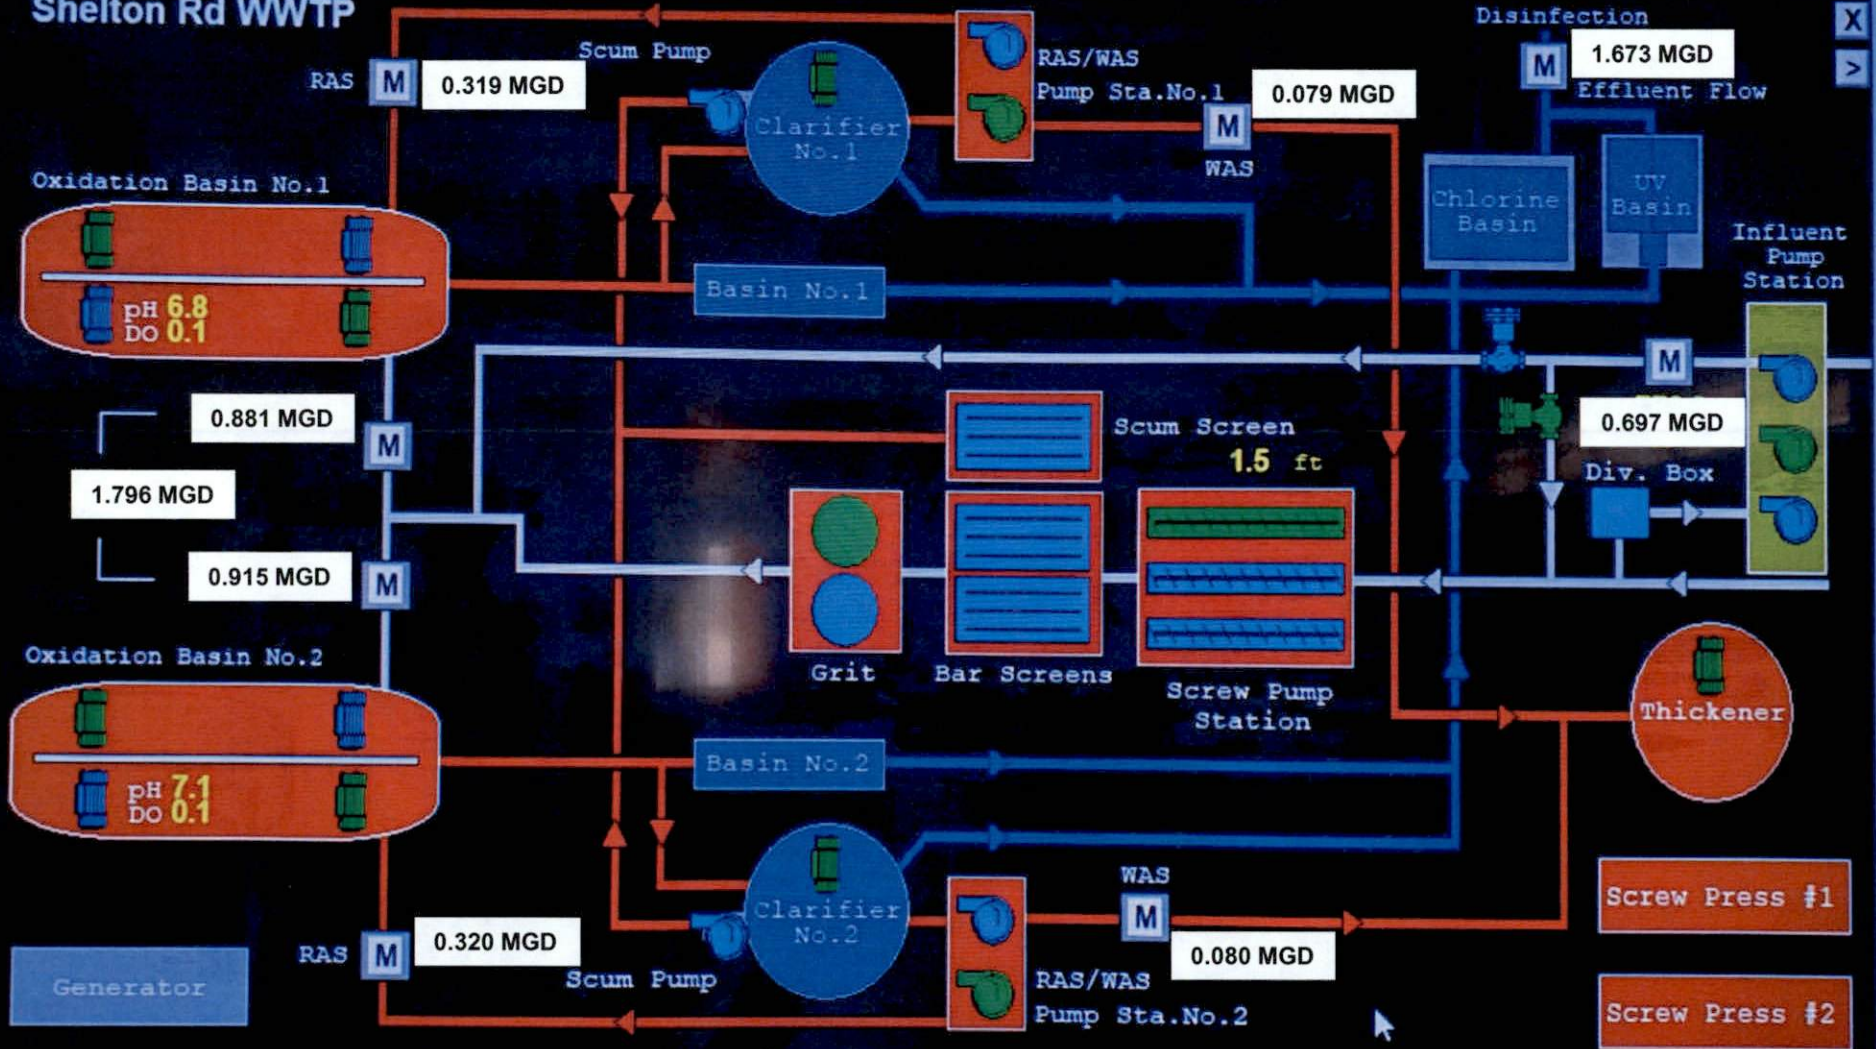 Shelton Rd WWTP
Disinfection
X
Scum Pump
RAS/WAS
M
1.673 MGD
RAS
M
0.319 MGD
Pump Sta.No.1
0.079 MGD
Effluent Flow
>
Clarifier
No.1
M
WAS
Oxidation Basin No.1
Chlorine
Basin
UV
Basin
Influent
Pump
Station
pH 6.8
DO 0.1
Basin No.1
M
0.881 MGD
M
Scum Screen
1.5 ft
0.697 MGD
Div. Box
1.796 MGD
0.915 MGD
M
Oxidation Basin No.2
Grit
Bar Screens
Screw Pump
Station
Thickener
pH 7.1
DO 0.1
Basin No.2
WAS
M
Clarifier
No.2
Screw Press #1
RAS
M
0.320 MGD
0.080 MGD
Scum Pump
RAS/WAS
Pump Sta.No.2
Generator
Screw Press #2